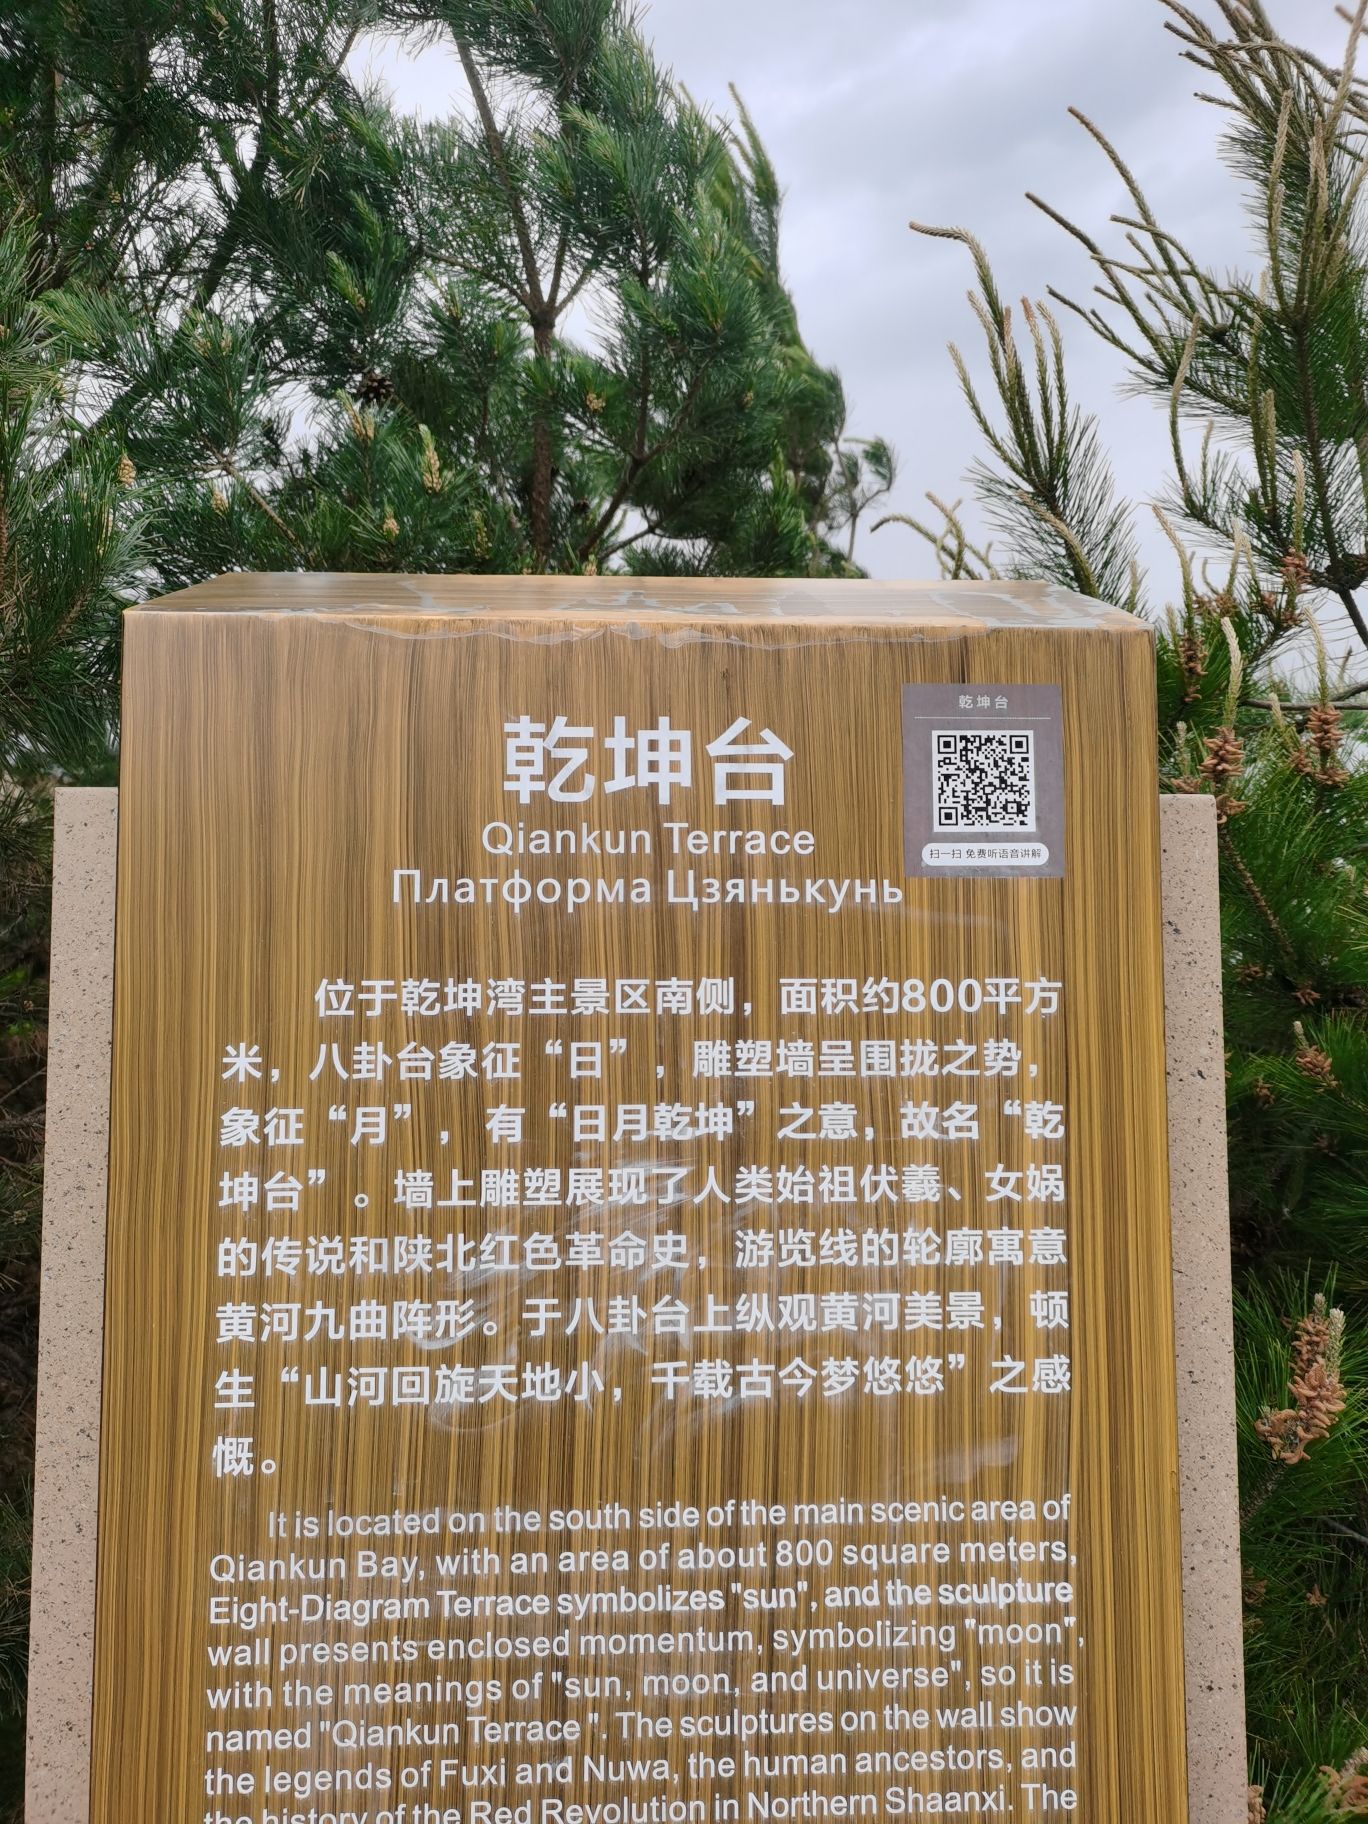 乾坤台
扫一扫 免费听语音讲解
乾坤台
Qiankun Terrace
Платформа Цзянькунь
位于乾坤湾主景区南侧，面积约800平方
米，八卦台象征“日”，雕塑墙呈围拢之势，
象征“月”，有“日月乾坤”之意，故名“乾
坤台”。墙上雕塑展现了人类始祖伏羲、女娲
的传说和陕北红色革命史，游览线的轮廓寓意
黄河九曲阵形。于八卦台上纵观黄河美景，顿
生“山河回旋天地小，千载古今梦悠悠”之感
慨。
It is located on the south side of the main scenic area of
Qiankun Bay, with an area of about 800 square meters,
Eight-Diagram Terrace symbolizes "sun", and the sculpture
wall presents enclosed momentum, symbolizing "moon",
with the meanings of "sun, moon, and universe", so it is
named "Qiankun Terrace ". The sculptures on the wall show
the legends of Fuxi and Nuwa, the human ancestors, and
the history of the Red Revolution in Northern Shaanxi. The